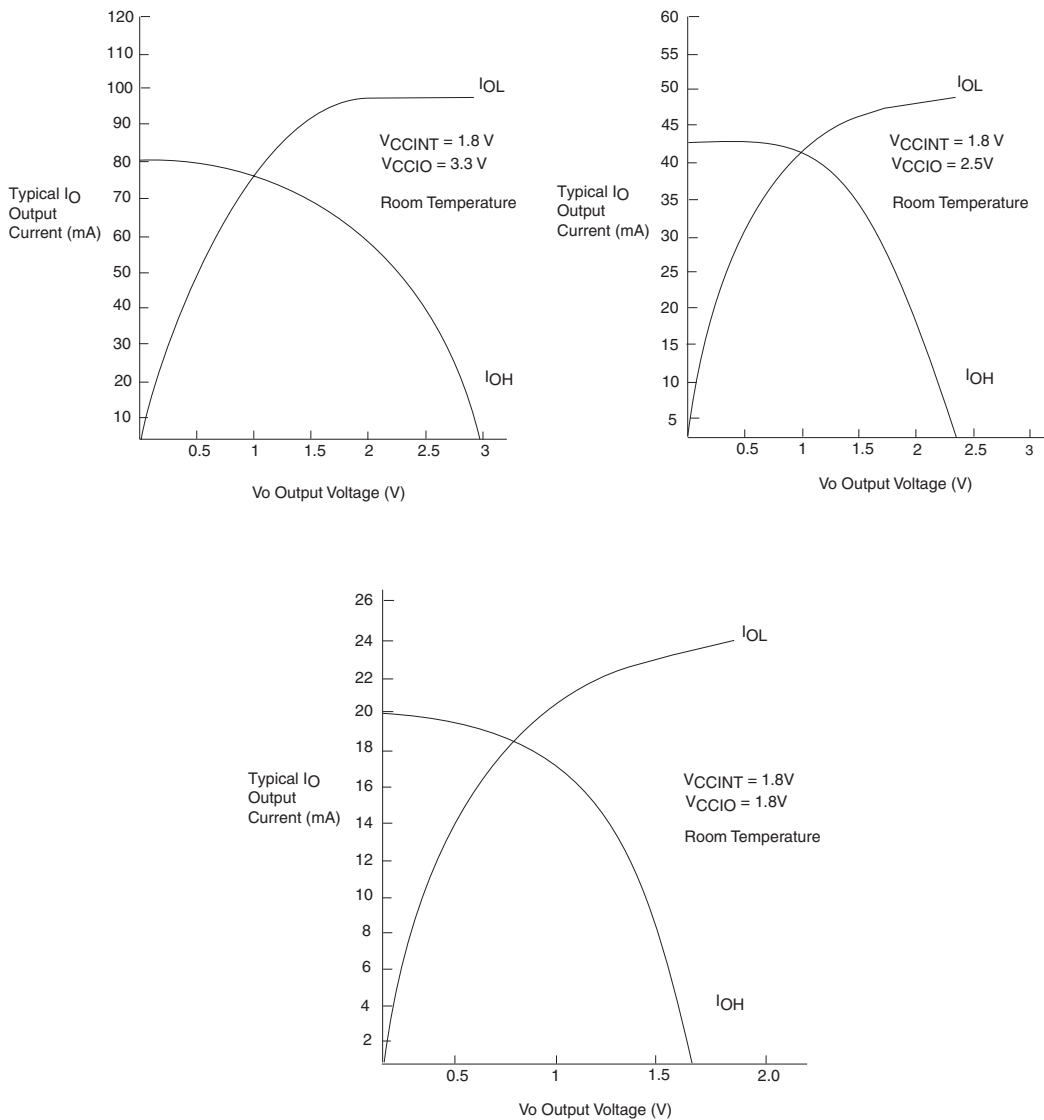 120
110
100
90
80
70
60
50
40
30
20
10
Typical IO
Output
Current (mA)
IOL
VCCINT = 1.8 V
VCCIO = 3.3 V
Room Temperature
IOH
0.5 1 1.5 2 2.5 3
Vo Output Voltage (V)
60
55
50
45
40
35
30
25
20
15
10
5
Typical IO
Output
Current (mA)
IOL
VCCINT = 1.8 V
VCCIO = 2.5V
Room Temperature
IOH
0.5 1 1.5 2 2.5 3
Vo Output Voltage (V)
26
24
22
20
18
16
14
12
10
8
6
4
2
Typical IO
Output
Current (mA)
IOL
VCCINT = 1.8V
VCCIO = 1.8V
Room Temperature
IOH
0.5 1 1.5 2.0
Vo Output Voltage (V)